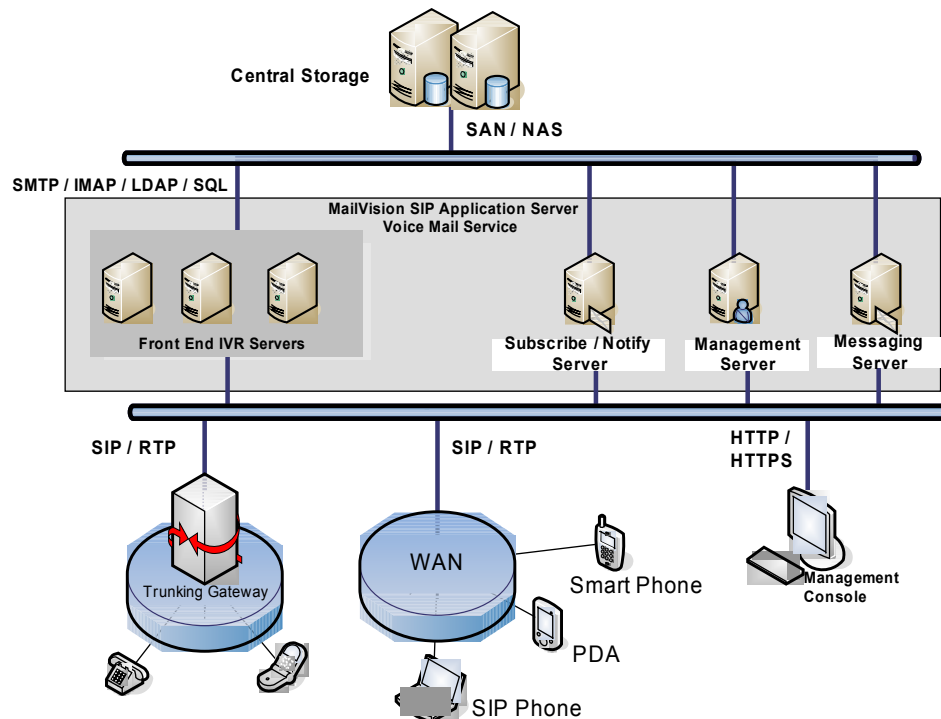 Central Storage
SAN / NAS
SMTP / IMAP / LDAP / SQL
MailVision SIP Application Server
Voice Mail Service
Front End IVR Servers
Subscribe / Notify
Server
Management
Server
Messaging
Server
SIP / RTP
SIP / RTP
HTTP /
HTTPS
Trunking Gateway
WAN
Smart Phone
PDA
SIP Phone
Management
Console